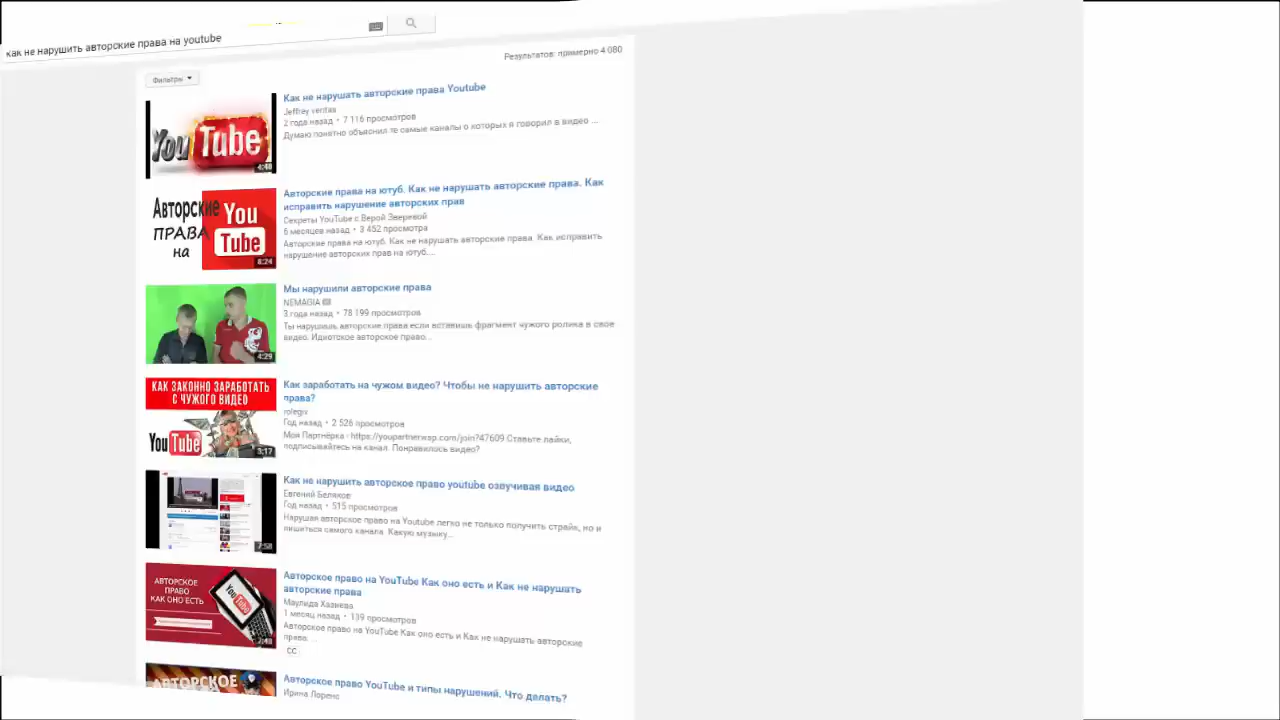 как не нарушить авторские права на youtube
Результатов: примерно 4 080
Фильтры
Как не нарушать авторские права Youtube
Jeffrey veritas
2 года назад • 7 116 просмотров
Думаю понятно объяснил те самые каналы о которых я говорил в видео ...
You Tube
4:48
Авторские права на ютуб. Как не нарушать авторские права. Как
исправить нарушение авторских прав
Секреты YouTube с Верой Зверевой
6 месяцев назад • 3 452 просмотра
Авторские права на ютуб. Как не нарушать авторские права. Как исправить
нарушение авторских прав на ютуб....
Авторские
ПРАВА
на
You
Tube
8:24
Мы нарушили авторские права
NEMAGIA
3 года назад • 78 199 просмотров
Ты нарушишь авторские права если вставишь фрагмент чужого ролика в свое
видео. Идиотское авторское право...
4:29
Как заработать на чужом видео? Чтобы не нарушить авторские
права?
Год назад • 2 526 просмотров
Моя Партнёрка - https://youpartnerwsp.com/join?47609 Ставьте лайки,
подписывайтесь на канал. Понравилось видео?
КАК ЗАКОННО ЗАРАБОТАТЬ
С ЧУЖОГО ВИДЕО
You Tube
3:17
Как не нарушить авторское право youtube озвучивая видео
Евгений Беляков
Год назад • 515 просмотров
Нарушая авторское право на Youtube легко не только получить страйк, но и
лишиться самого канала. Какую музыку...
7:58
Авторское право на YouTube Как оно есть и Как не нарушать
авторские права
Маулида Хазиева
1 месяц назад • 139 просмотров
Авторское право на YouTube Как оно есть и Как не нарушать авторские
права. ...
CC
АВТОРСКОЕ
ПРАВО
КАК ОНО ЕСТЬ
YouTube
Авторское право YouTube и типы нарушений. Что делать?
Ирина Лоренс
АВТОРСКОЕ